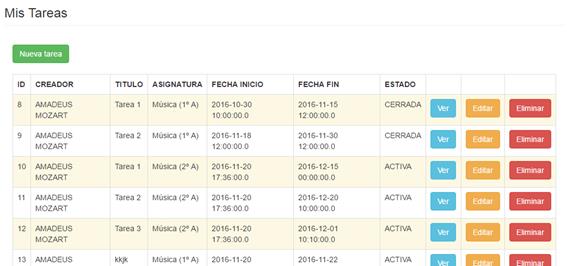 Mis Tareas
Nueva tarea
ID CREADOR TITULO ASIGNATURA FECHA INICIO FECHA FIN ESTADO
8 AMADEUS MOZART Tarea 1 Música (1º A) 2016-10-30 10:00:00.0 2016-11-15 12:00:00.0 CERRADA Ver Editar Eliminar
9 AMADEUS MOZART Tarea 2 Música (1º A) 2016-11-18 12:00:00.0 2016-11-30 12:00:00.0 CERRADA Ver Editar Eliminar
10 AMADEUS MOZART Tarea 1 Música (2º A) 2016-11-20 17:36:00.0 2016-12-15 00:00:00.0 ACTIVA Ver Editar Eliminar
11 AMADEUS MOZART Tarea 2 Música (2º A) 2016-11-20 17:36:00.0 2016-12-20 10:00:00.0 ACTIVA Ver Editar Eliminar
12 AMADEUS MOZART Tarea 3 Música (2º A) 2016-11-20 17:36:00.0 2016-12-01 10:10:00.0 ACTIVA Ver Editar Eliminar
13 AMADEUS kkjk Música (1º A) 2016-11-20 2016-11-22 ACTIVA Ver Editar Eliminar